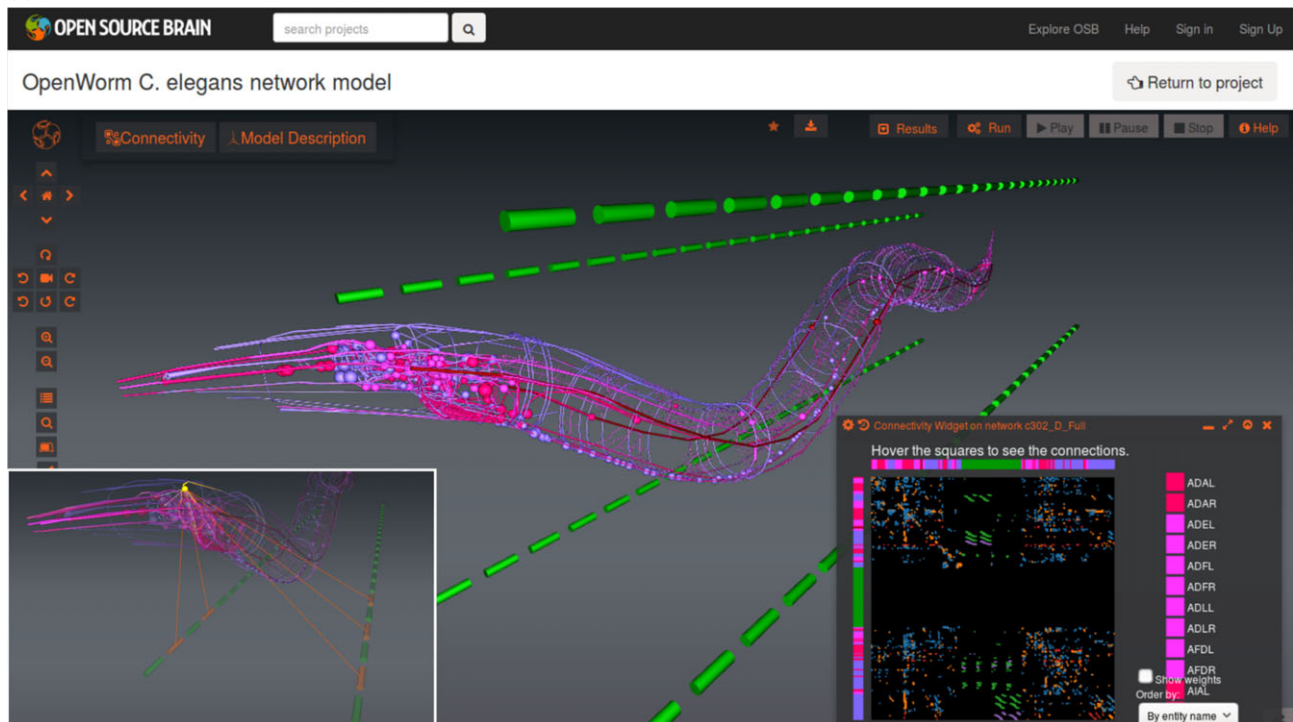 OPEN SOURCE BRAIN
search projects
Explore OSB Help Sign in Sign Up
OpenWorm C. elegans network model
Return to project
Connectivity
Model Description
Results
Run
Play
Pause
Stop
Help
Connectivity Widget on network c302_D_Full
Hover the squares to see the connections.
ADAL
ADAR
ADEL
ADER
ADFL
ADFR
ADLL
ADLR
AFDL
AFDR
Show weights
AIAL
Order by:
By entity name